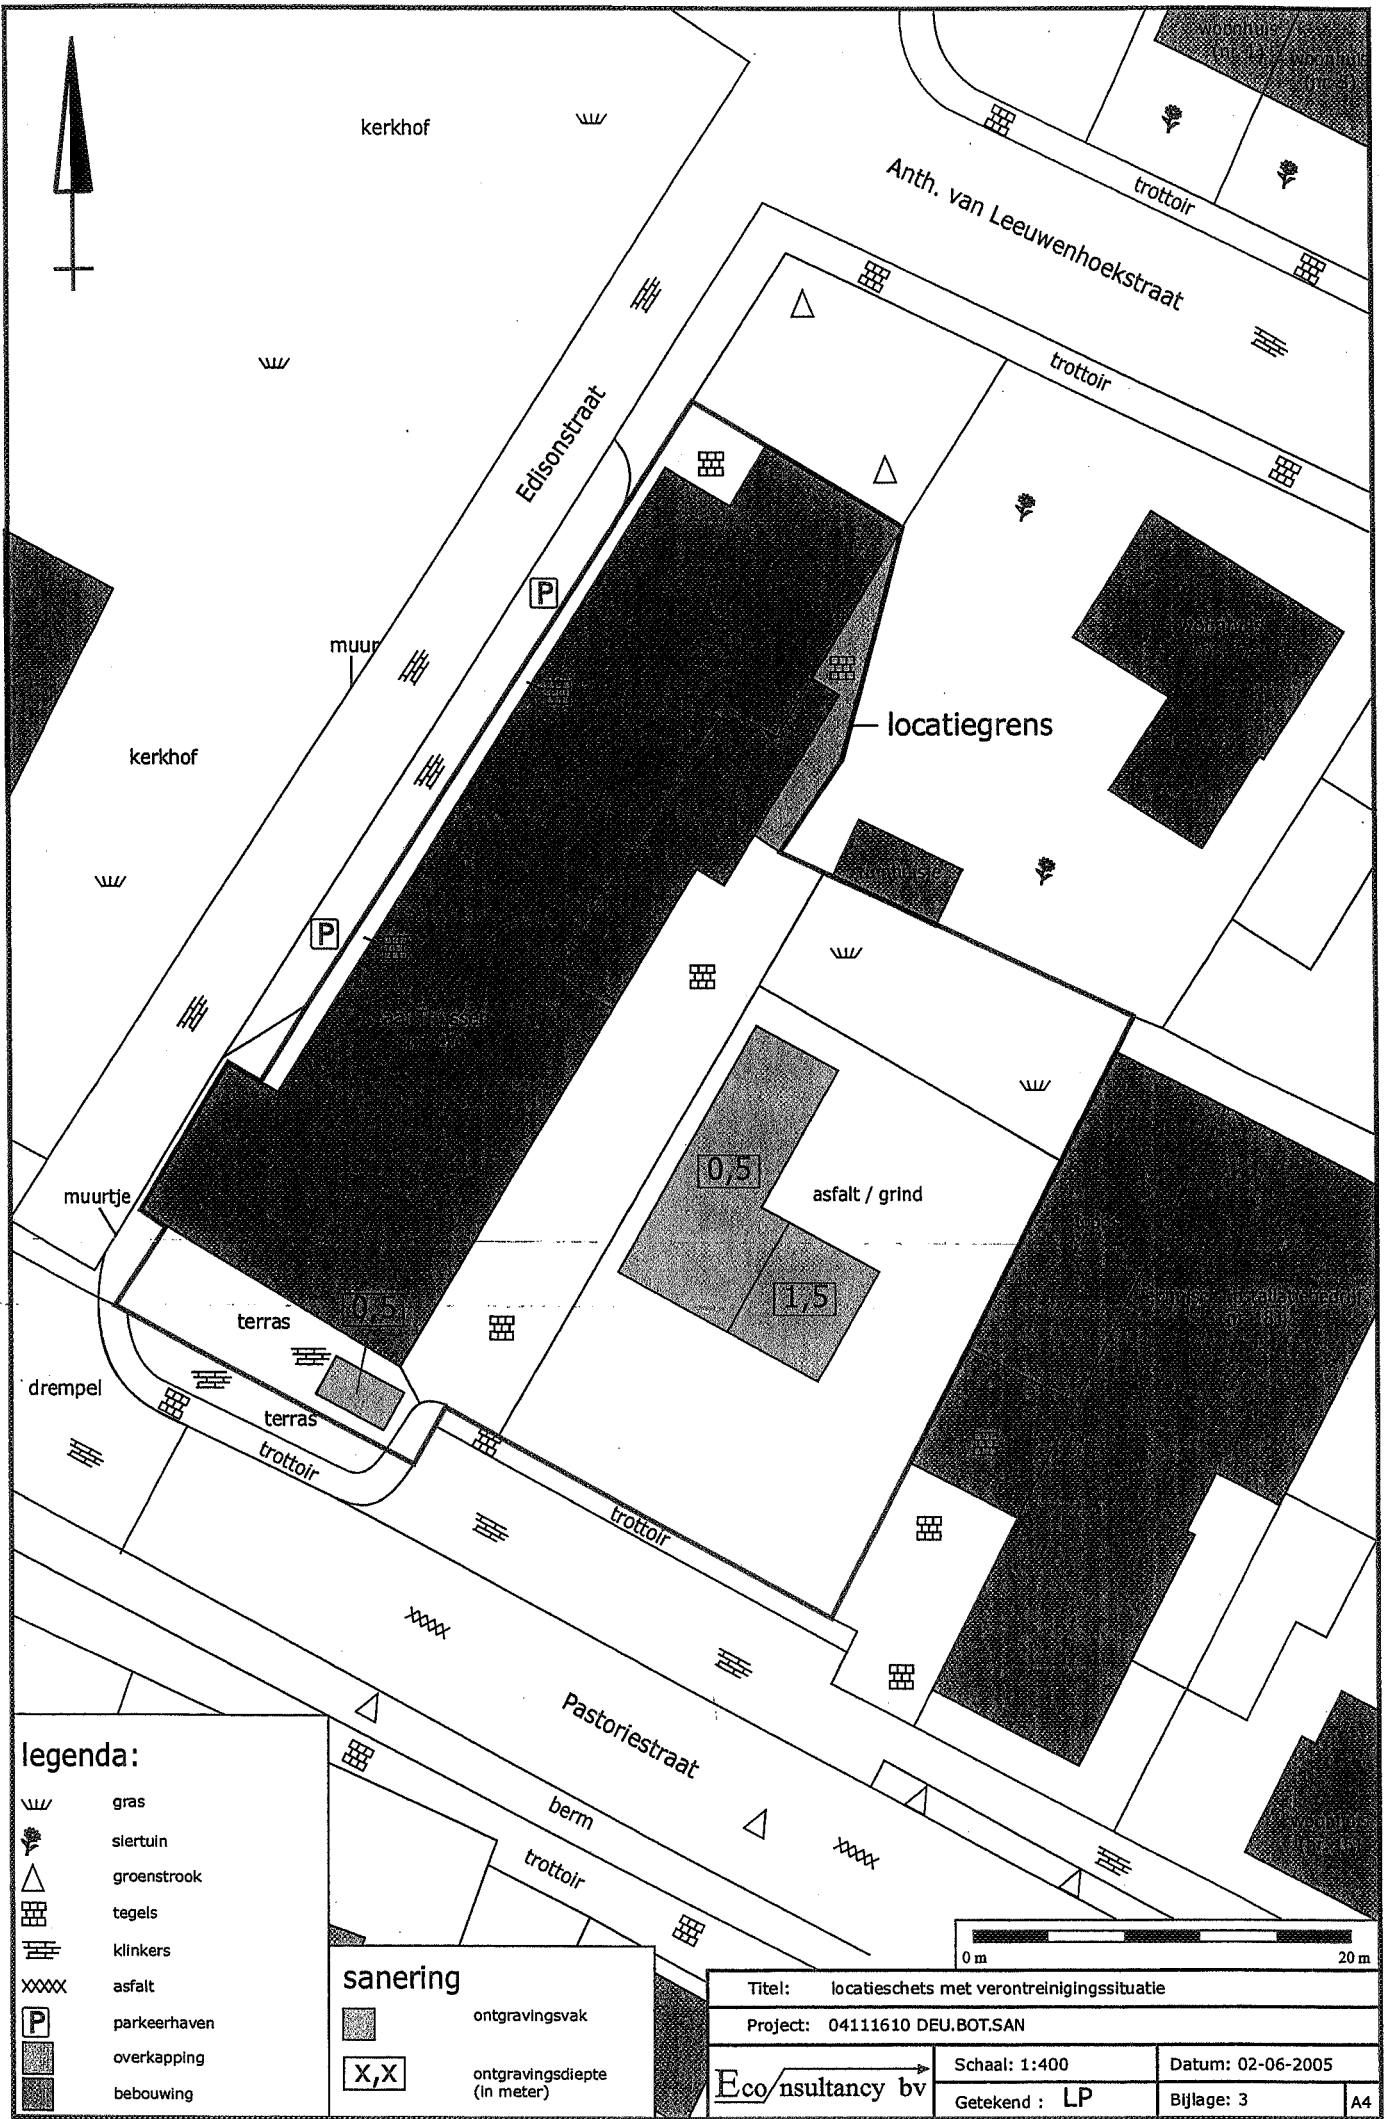 woonhuis
kerkhof
trottoir
Anth. van Leeuwenhoekstraat
trottoir
Edisonstraat
P
muur
locatiegrens
kerkhof
P
0,5
asfalt / grind
muurtje
1,5
0,5
terras
drempel
terras
trottoir
trottoir
Pastoriestraat
berm
trottoir
legenda:
gras
siertuin
groenstrook
tegels
klinkers
asfalt
P parkeerhaven
overkapping
bebouwing
sanering
ontgravingsvak
X,X ontgravingsdiepte
(in meter)
0 m 20 m
Titel: locatieschets met verontreinigingssituatie
Project: 04111610 DEU.BOT.SAN
Econsultancy bv
Schaal: 1:400
Datum: 02-06-2005
Getekend : LP
Bijlage: 3
A4